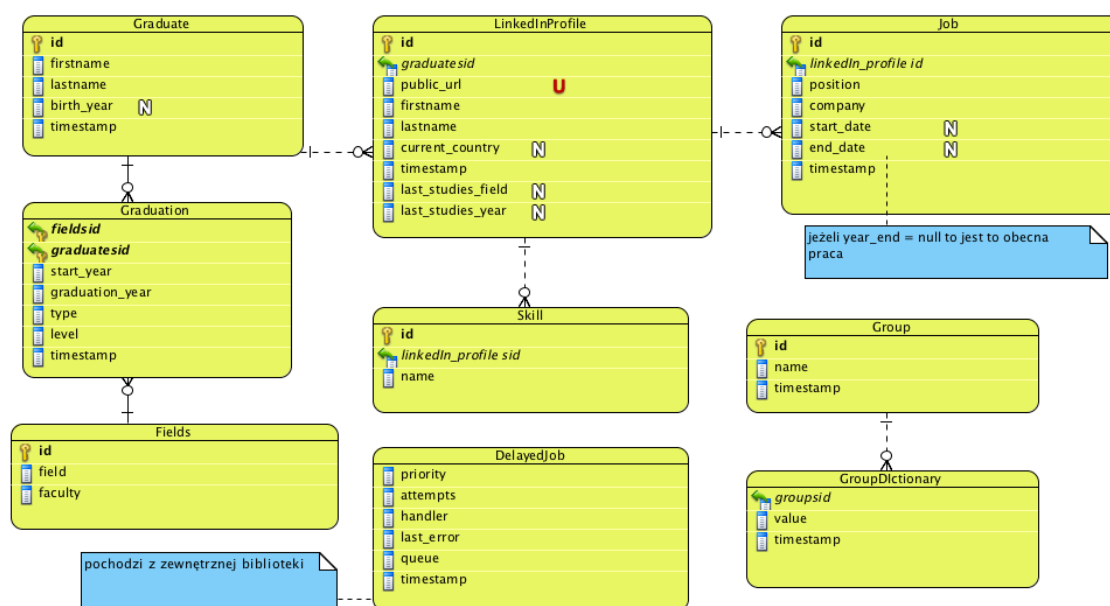 Graduate
id
firstname
lastname
birth_year N
timestamp
LinkedInProfile
id
graduatesid
public_url U
firstname
lastname
current_country N
timestamp
last_studies_field N
last_studies_year N
Job
id
linkedIn_profile id
position
company
start_date N
end_date N
timestamp
jeżeli year_end = null to jest to obecna
praca
Graduation
fieldsid
graduatesid
start_year
graduation_year
type
level
timestamp
Skill
id
linkedIn_profile sid
name
Group
id
name
timestamp
Fields
id
field
faculty
DelayedJob
priority
attempts
handler
last_error
queue
timestamp
GroupDIctionary
groupsid
value
timestamp
pochodzi z zewnętrznej biblioteki